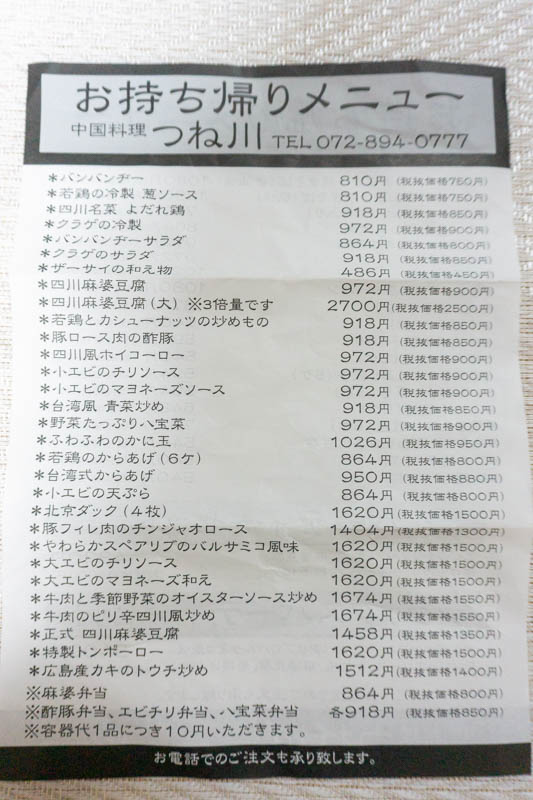 お持ち帰りメニュー
中国料理 つね川 TEL 072-894-0777
*バンバンヂー 810円 (税抜価格750円)
*若鶏の冷製 葱ソース 810円 (税抜価格750円)
*四川名菜 よだれ鶏 918円 (税抜価格850円)
*クラゲの冷製 972円 (税抜価格900円)
*バンバンヂーサラダ 864円 (税抜価格800円)
*クラゲのサラダ 918円 (税抜価格850円)
*ザーサイの和え物 486円 (税抜価格450円)
*四川麻婆豆腐 972円 (税抜価格900円)
*四川麻婆豆腐(大) ※3倍量です 2700円(税抜価格2500円)
*若鶏とカシューナッツの炒めもの 918円 (税抜価格850円)
*豚ロース肉の酢豚 918円 (税抜価格850円)
*四川風ホイコーロー 972円 (税抜価格900円)
*小エビのチリソース 972円 (税抜価格900円)
*小エビのマヨネーズソース 972円 (税抜価格900円)
*台湾風 青菜炒め 918円 (税抜価格850円)
*野菜たっぷり八宝菜 972円 (税抜価格900円)
*ふわふわのかに玉 1026円 (税抜価格950円)
*若鶏のからあげ(6ケ) 864円 (税抜価格800円)
*台湾式からあげ 950円 (税抜価格880円)
*小エビの天ぷら 864円 (税抜価格800円)
*北京ダック(4枚) 1620円(税抜価格1500円)
*豚フィレ肉のチンジャオロース 1404円(税抜価格1300円)
*やわらかスペアリブのバルサミコ風味 1620円(税抜価格1500円)
*大エビのチリソース 1620円(税抜価格1500円)
*大エビのマヨネーズ和え 1620円(税抜価格1500円)
*牛肉と季節野菜のオイスターソース炒め 1674円(税抜価格1550円)
*牛肉のピリ辛四川風炒め 1674円(税抜価格1550円)
*正式 四川麻婆豆腐 1458円(税抜価格1350円)
*特製トンポーロー 1620円(税抜価格1500円)
*広島産カキのトウチ炒め 1512円(税抜価格1400円)
※麻婆弁当 864円 (税抜価格800円)
※酢豚弁当、エビチリ弁当、八宝菜弁当 各918円 (税抜価格850円)
※容器代1品につき10円いただきます。
お電話でのご注文も承り致します。